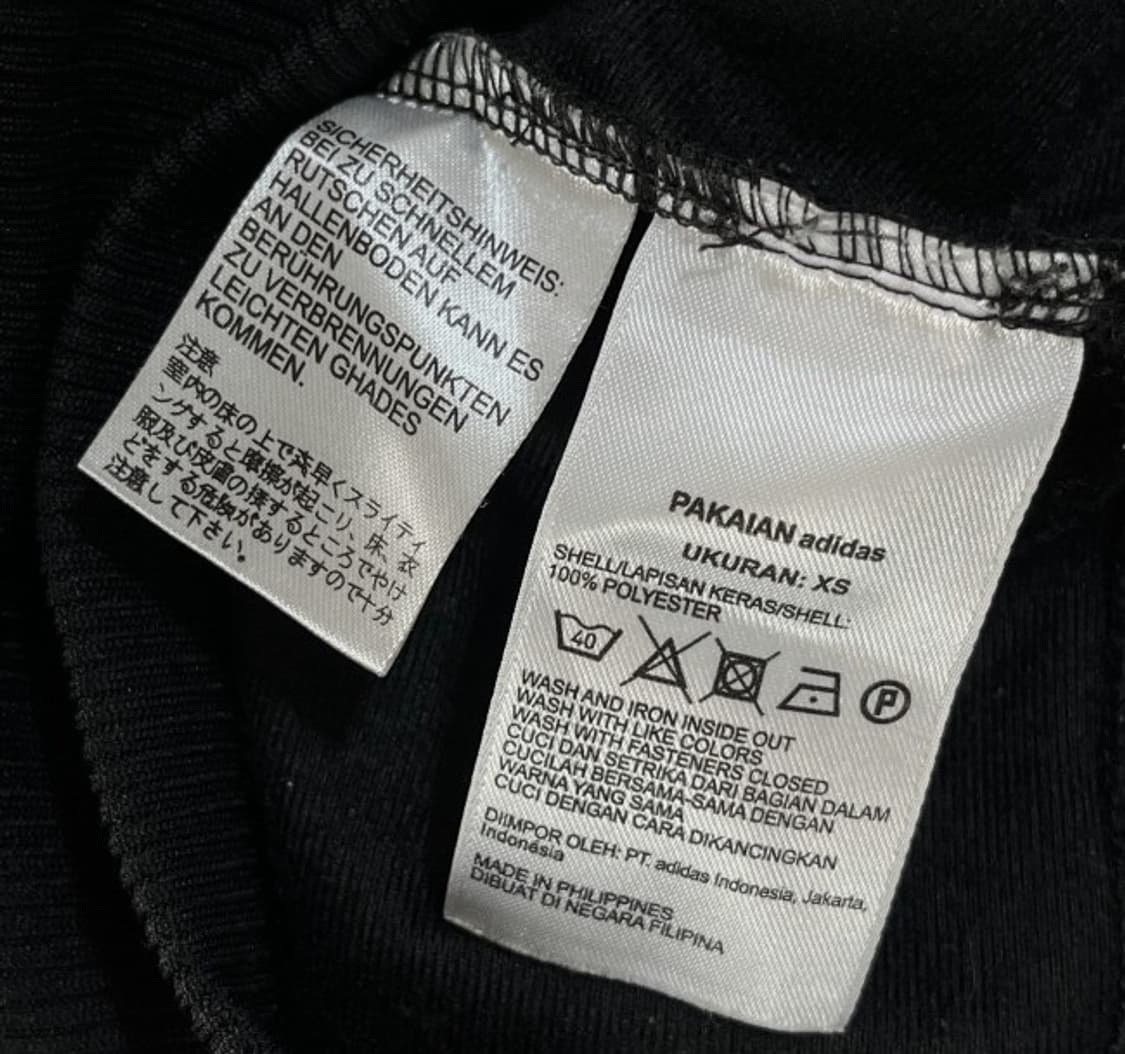 SICHERHEITSHINWEIS:
BEI ZU SCHNELLEM
RUTSCHEN AUF
HALLENBODEN KANN ES
AN DEN
BERÜHRUNGSPUNKTEN
ZU VERBRENNUNGEN
LEICHTEN GHADES
KOMMEN.
注意
室内の床の上で素早くスライディ
ングすると摩擦が起こり、床、衣
服及び皮膚の接するところでやけ
どをする危険がありますので十分
注意して下さい。
PAKAIAN adidas
UKURAN: XS
SHELL/LAPISAN KERAS/SHELL:
100% POLYESTER
40
P
WASH AND IRON INSIDE OUT
WASH WITH LIKE COLORS
WASH WITH FASTENERS CLOSED
CUCI DAN SETRIKA DARI BAGIAN DALAM
CUCILAH BERSAMA-SAMA DENGAN
WARNA YANG SAMA
CUCI DENGAN CARA DIKANCINGKAN
DIIMPOR OLEH: PT. adidas Indonesia, Jakarta,
Indonésia
MADE IN PHILIPPINES
DIBUAT DI NEGARA FILIPINA